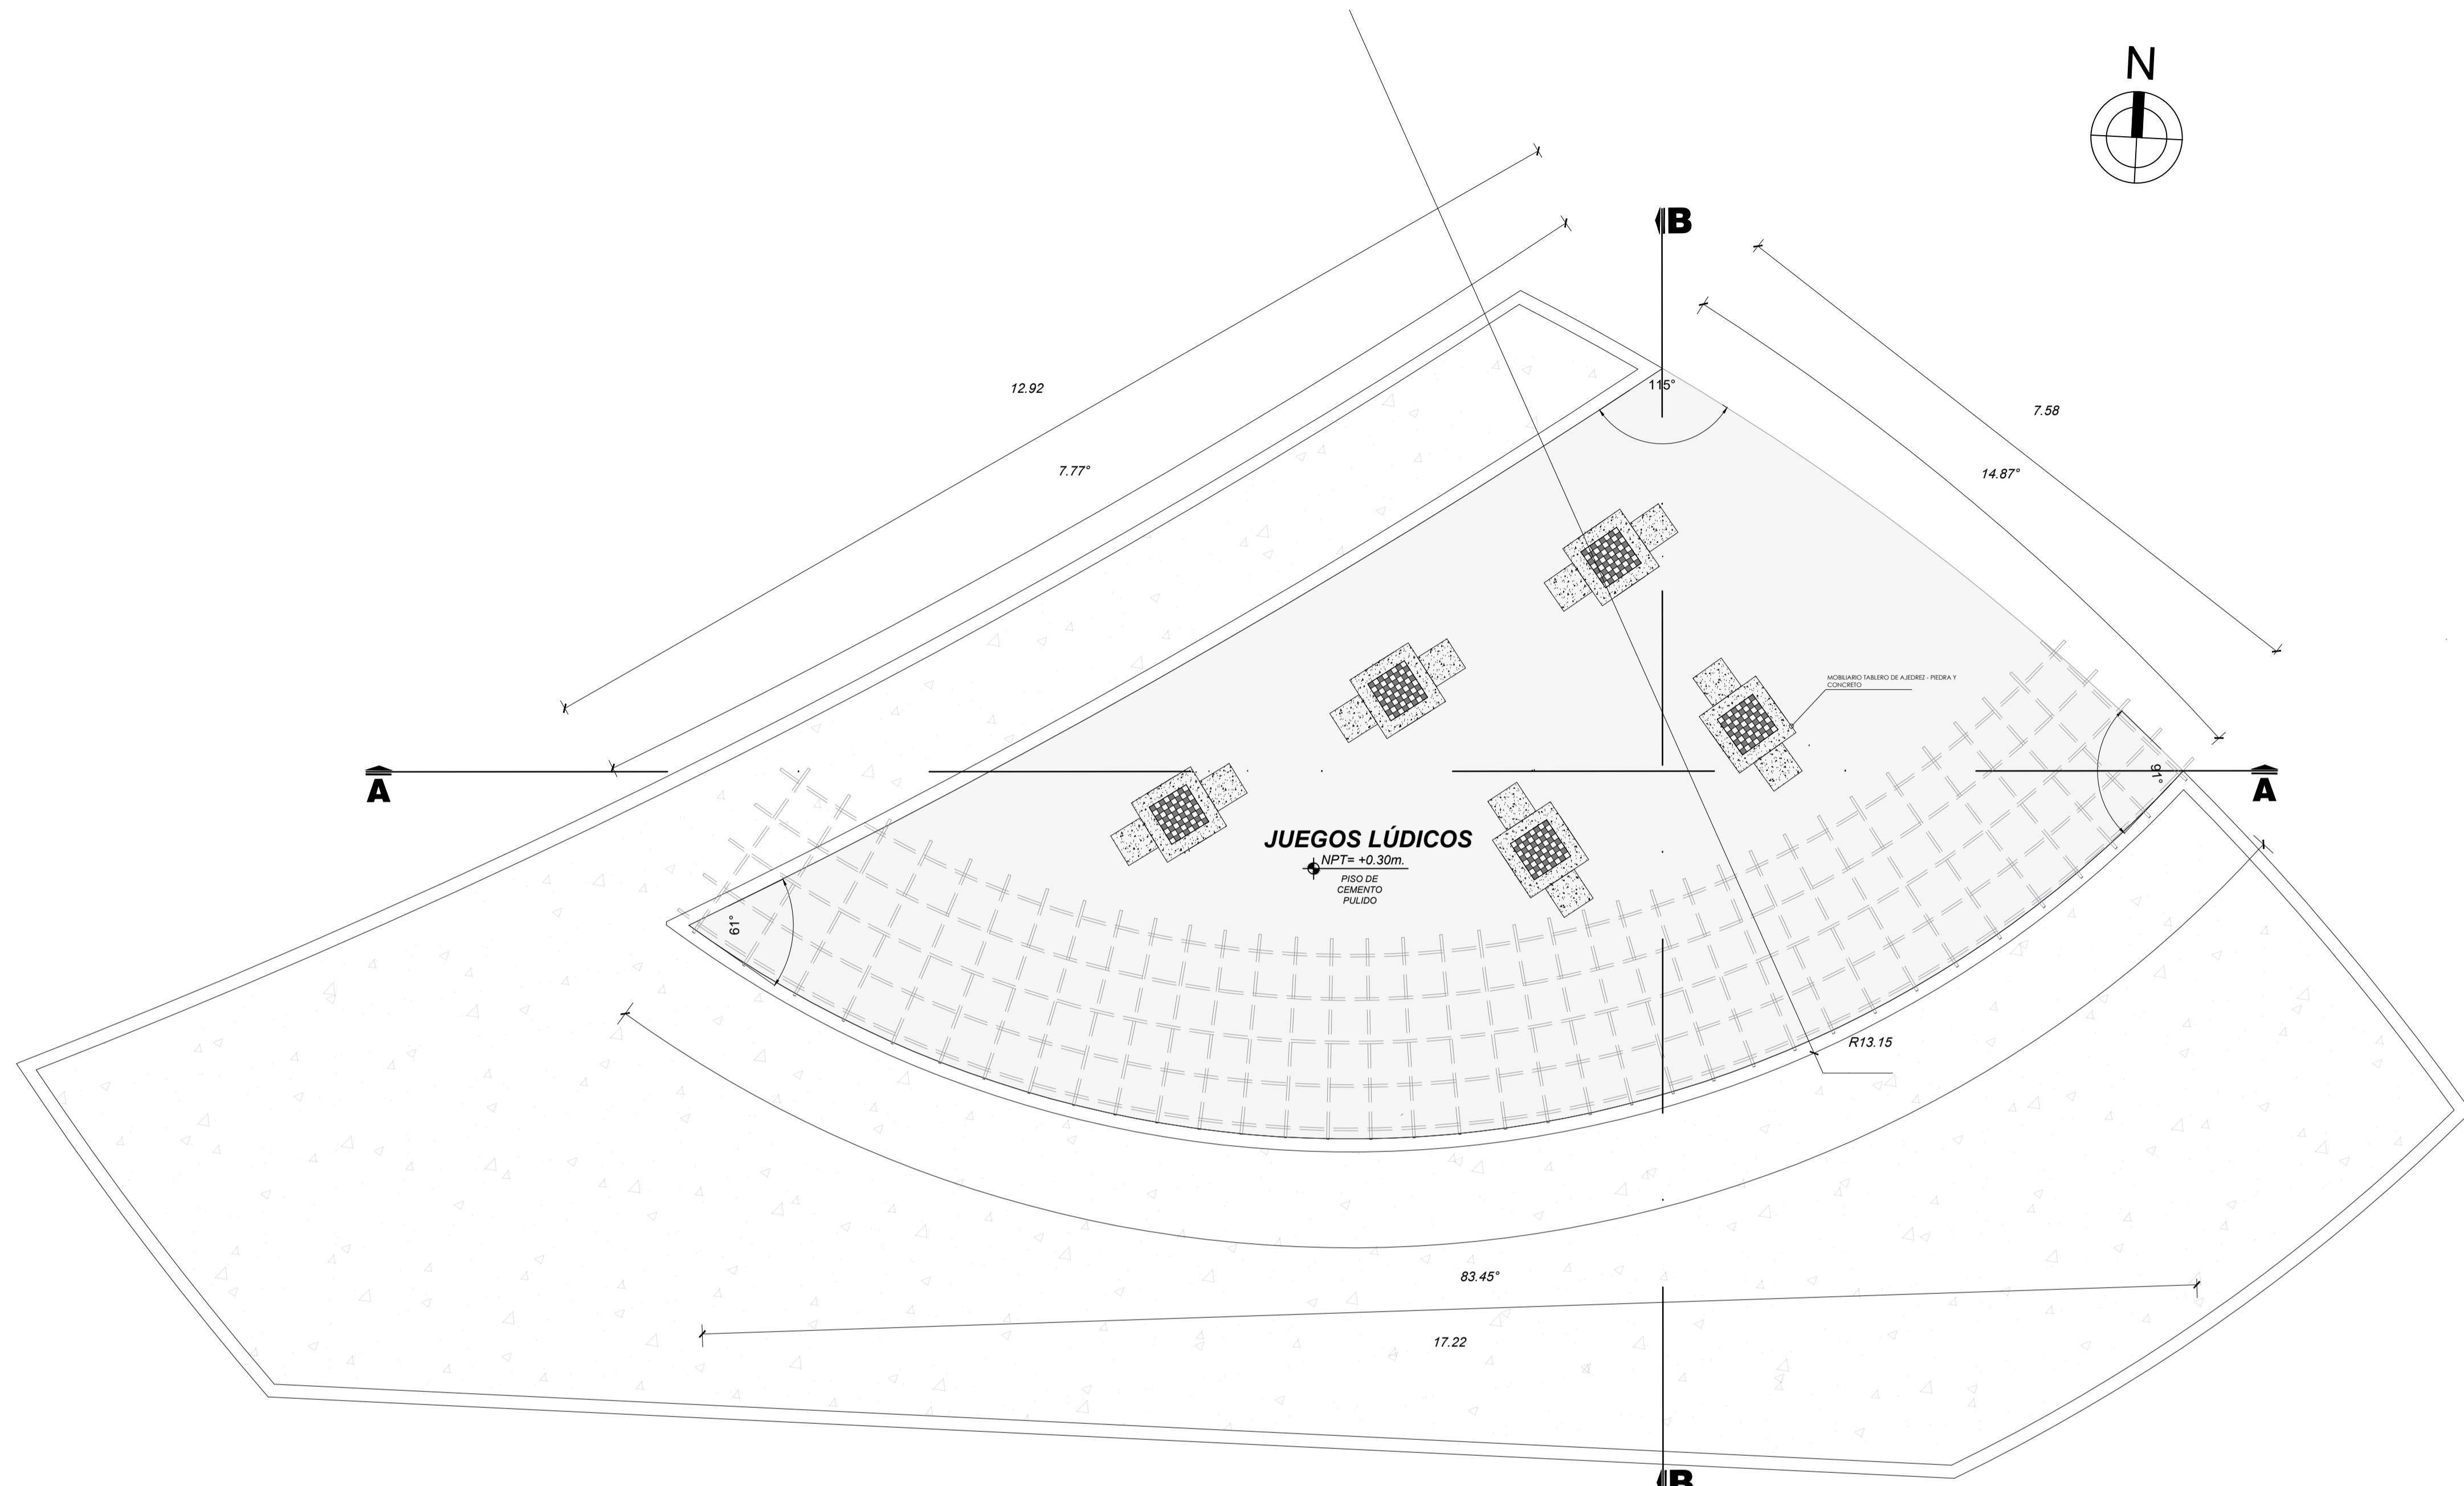 N
B
12.92
115°
7.58
7.77°
14.87°
MOBILIARIO TABLERO DE AJEDREZ - PIEDRA Y
CONCRETO
A
91°
A
JUEGOS LÚDICOS
NPT= +0.30m.
PISO DE
CEMENTO
PULIDO
61°
R13.15
83.45°
17.22
B